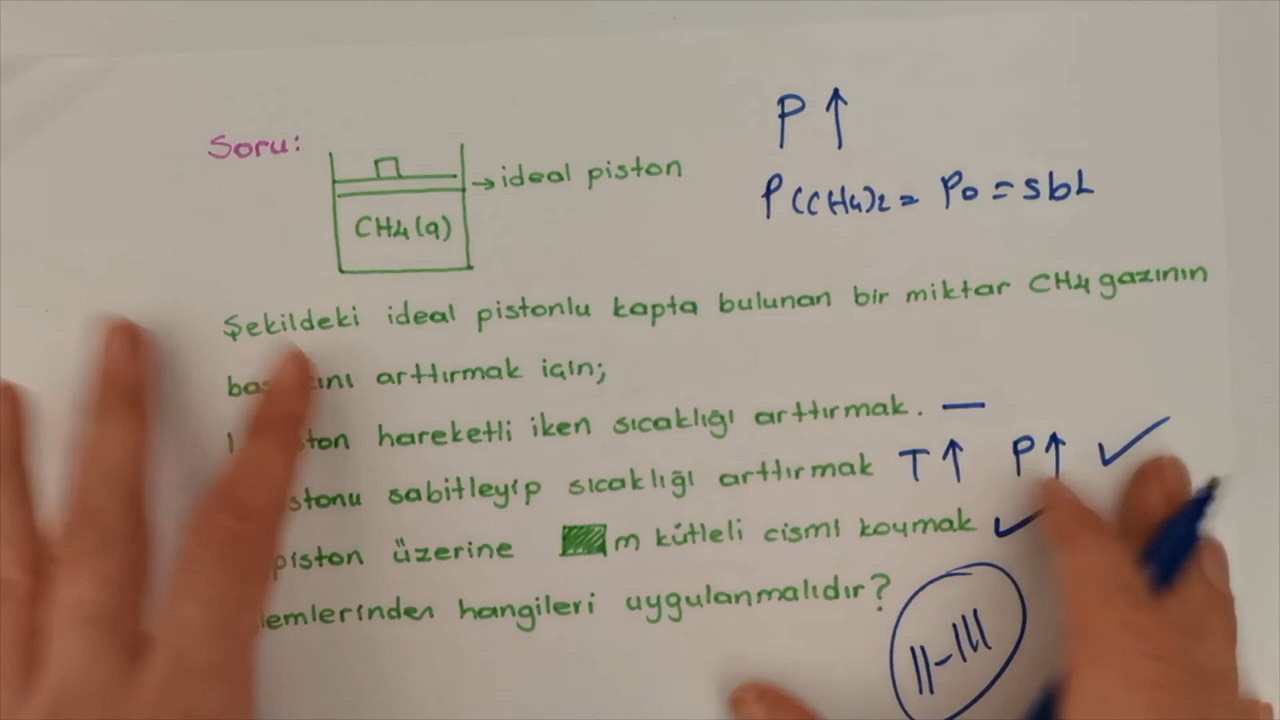 Soru:
→ideal piston
CH4(g)
P↑
P(CH4)2 = P0 = sbt
Şekildeki ideal pistonlu kapta bulunan bir miktar CH4 gazının
arttırmak için;
hareketli iken sıcaklığı arttırmak. —
sabitleyip sıcaklığı arttırmak T↑ P↑ ✓
piston üzerine m kütleli cismi koymak ✓
hangileri uygulanmalıdır?
II-III